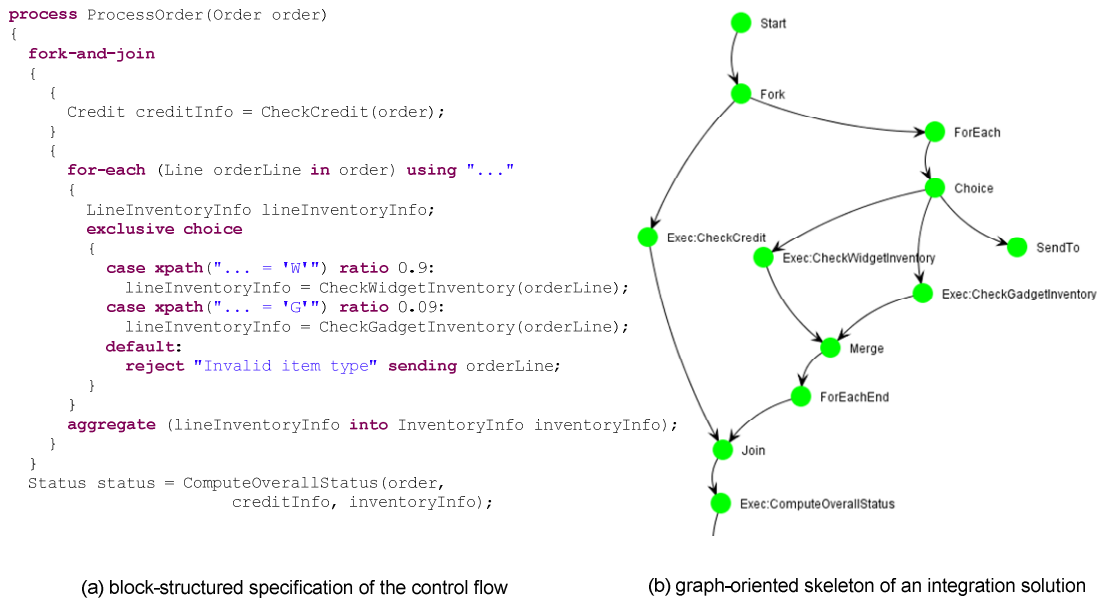 process ProcessOrder(Order order)
{
fork-and-join
{
{
Credit creditInfo = CheckCredit(order);
}
{
for-each (Line orderLine in order) using "..."
{
LineInventoryInfo lineInventoryInfo;
exclusive choice
{
case xpath("... = 'W'") ratio 0.9:
lineInventoryInfo = CheckWidgetInventory(orderLine);
case xpath("... = 'G'") ratio 0.09:
lineInventoryInfo = CheckGadgetInventory(orderLine);
default:
reject "Invalid item type" sending orderLine;
}
}
aggregate (lineInventoryInfo into InventoryInfo inventoryInfo);
}
}
Status status = ComputeOverallStatus(order,
creditInfo, inventoryInfo);
(a) block-structured specification of the control flow
Start
Fork
ForEach
Choice
Exec:CheckCredit
SendTo
Exec:CheckWidgetInventory
Exec:CheckGadgetInventory
Merge
ForEachEnd
Join
Exec:ComputeOverallStatus
(b) graph-oriented skeleton of an integration solution